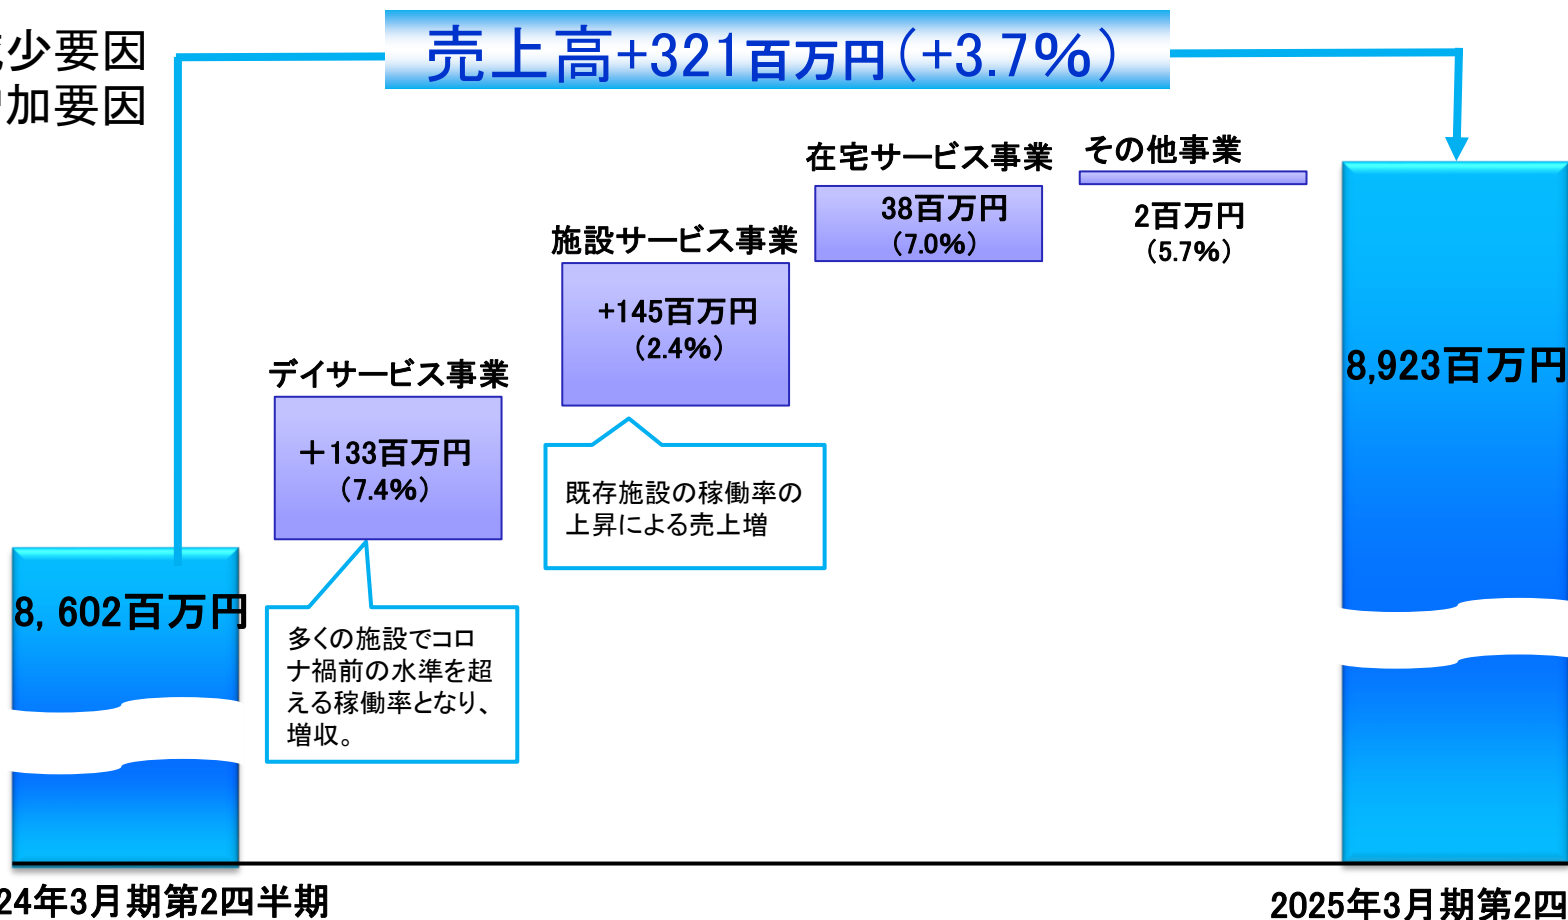 少要因
加要因
売上高+321百万円(+3.7%)
在宅サービス事業
38百万円
(7.0%)
その他事業
2百万円
(5.7%)
施設サービス事業
+145百万円
(2.4%)
デイサービス事業
+133百万円
(7.4%)
8,923百万円
既存施設の稼働率の
上昇による売上増
8,602百万円
多くの施設でコロ
ナ禍前の水準を超
える稼働率となり、
増収。
24年3月期第2四半期
2025年3月期第2四